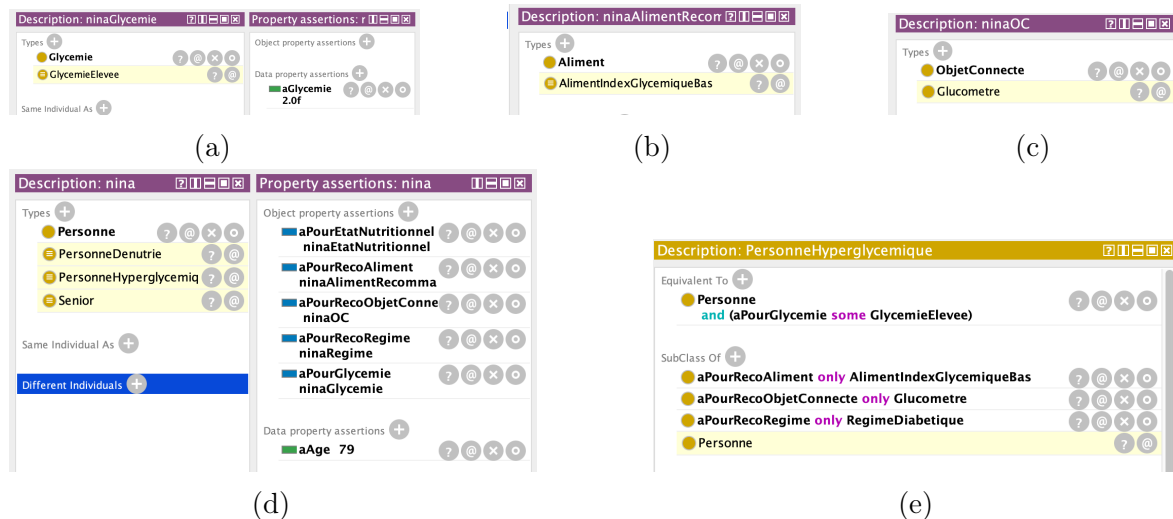 Description: ninaGlycemie
Types
Glycemie
GlycemieElevee
Same Individual As
Property assertions: r
Object property assertions
Data property assertions
aGlycemie
2.0f
(a)
Description: ninaAlimentRecom
Types
Aliment
AlimentIndexGlycemiqueBas
(b)
Description: ninaOC
Types
ObjetConnecte
Glucometre
(c)
Description: nina
Types
Personne
PersonneDenutrie
PersonneHyperglycemiq
Senior
Same Individual As
Different Individuals
Property assertions: nina
Object property assertions
aPourEtatNutritionnel
ninaEtatNutritionnel
aPourRecoAliment
ninaAlimentRecomma
aPourRecoObjetConne
ninaOC
aPourRecoRegime
ninaRegime
aPourGlycemie
ninaGlycemie
Data property assertions
aAge 79
(d)
Description: PersonneHyperglycemique
Equivalent To
Personne
and (aPourGlycemie some GlycemieElevee)
SubClass Of
aPourRecoAliment only AlimentIndexGlycemiqueBas
aPourRecoObjetConnecte only Glucometre
aPourRecoRegime only RegimeDiabetique
Personne
(e)